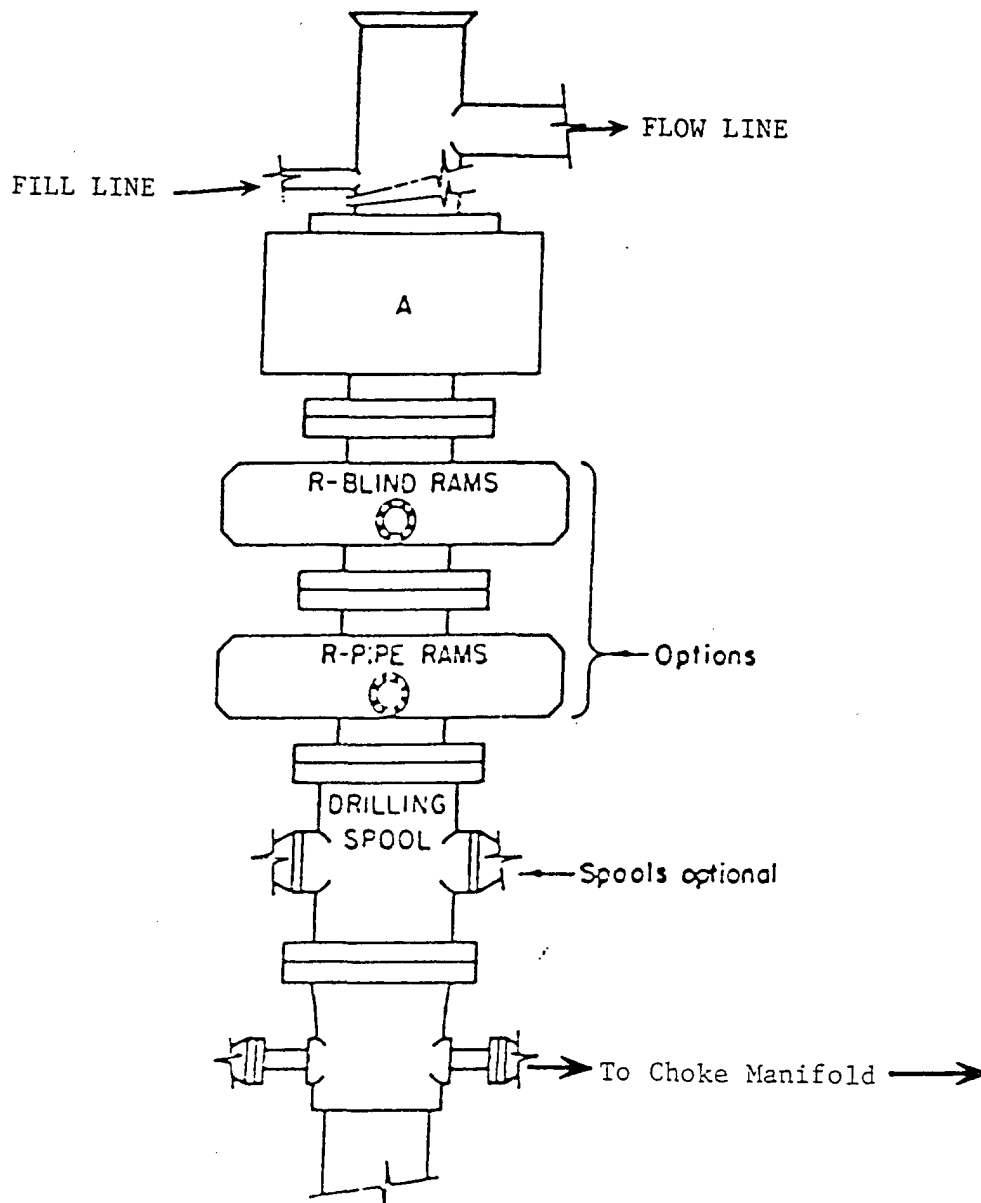 FLOW LINE
FILL LINE
A
R-BLIND RAMS
R-PIPE RAMS
Options
DRILLING
SPOOL
Spools optional
To Choke Manifold